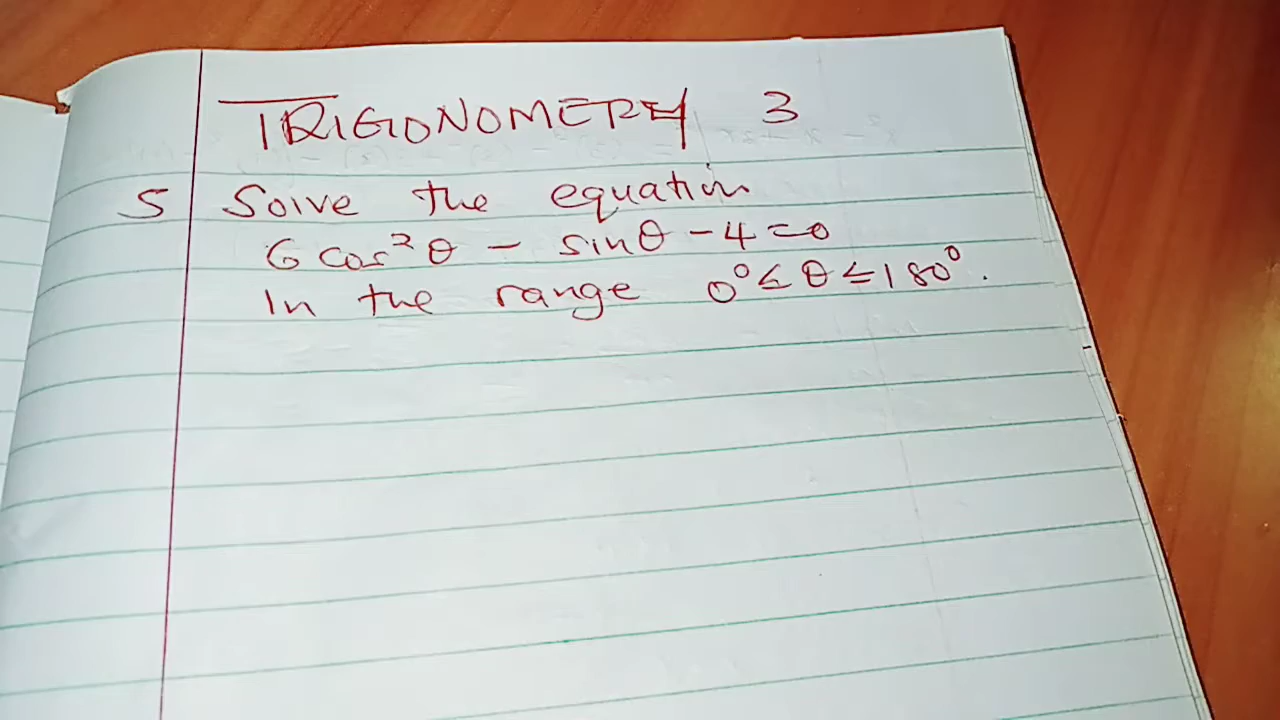 TRIGONOMETRY 3
5 Solve the equation
6 cos²θ - sinθ - 4 = 0
In the range 0° ≤ θ ≤ 180°.